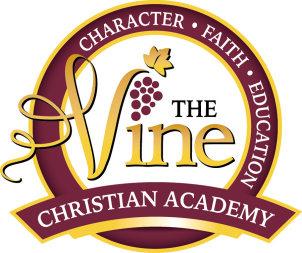 CHARACTER • FAITH • EDUCATION
THE
Vine
CHRISTIAN ACADEMY